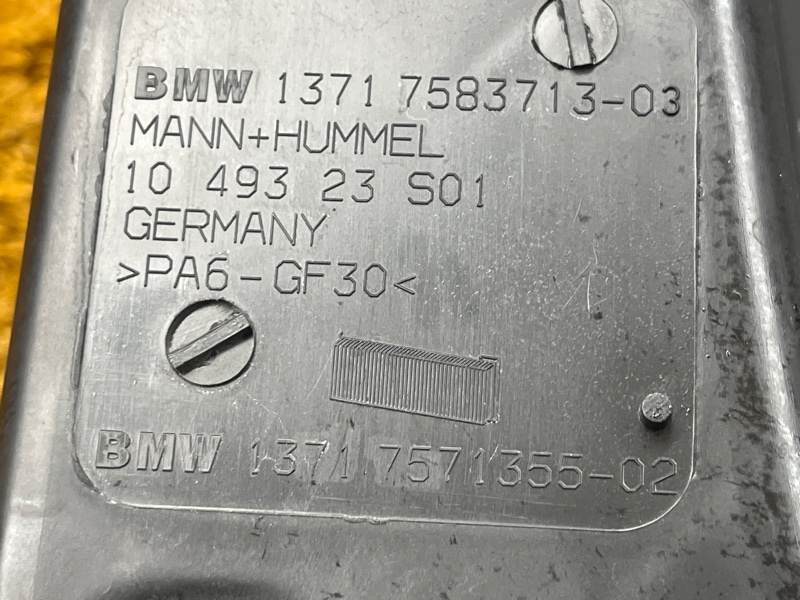 BMW 1371 7583713-03
MANN+HUMMEL
10 493 23 S01
GERMANY
>PA6-GF30<
BMW 1371 7571355-02